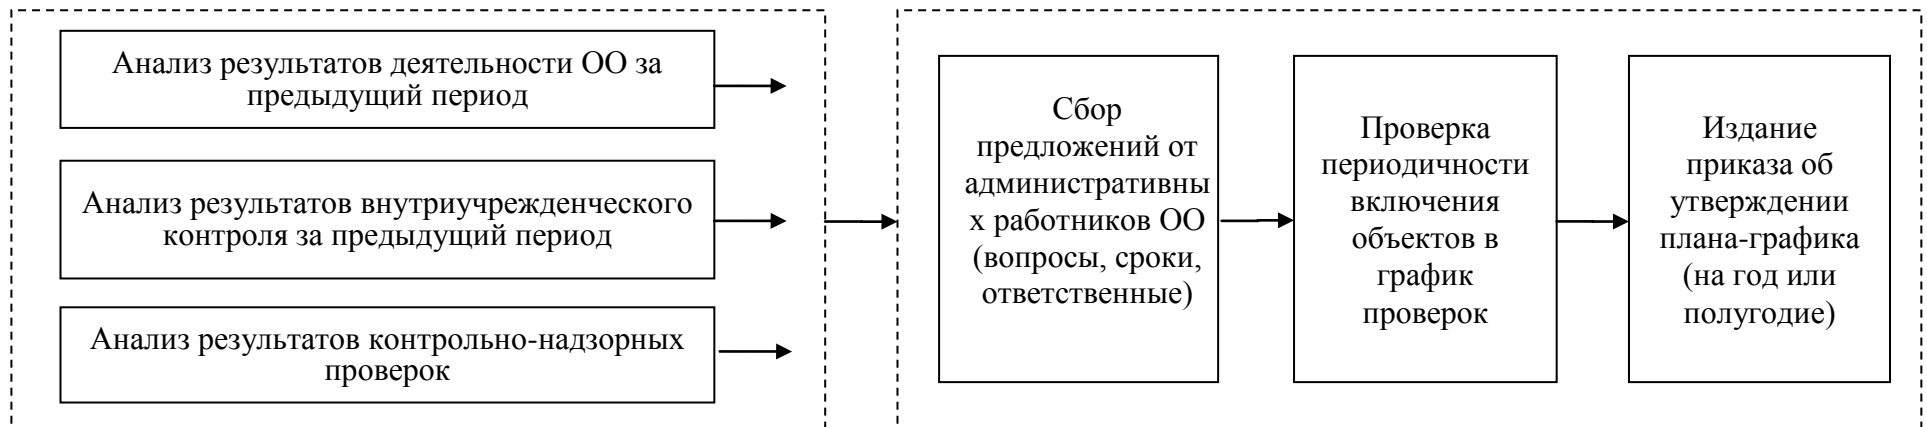 Анализ результатов деятельности ОО за
предыдущий период
Анализ результатов внутриучрежденческого
контроля за предыдущий период
Анализ результатов контрольно-надзорных
проверок
Сбор
предложений от
административны
х работников ОО
(вопросы, сроки,
ответственные)
Проверка
периодичности
включения
объектов в
график
проверок
Издание
приказа об
утверждении
плана-графика
(на год или
полугодие)